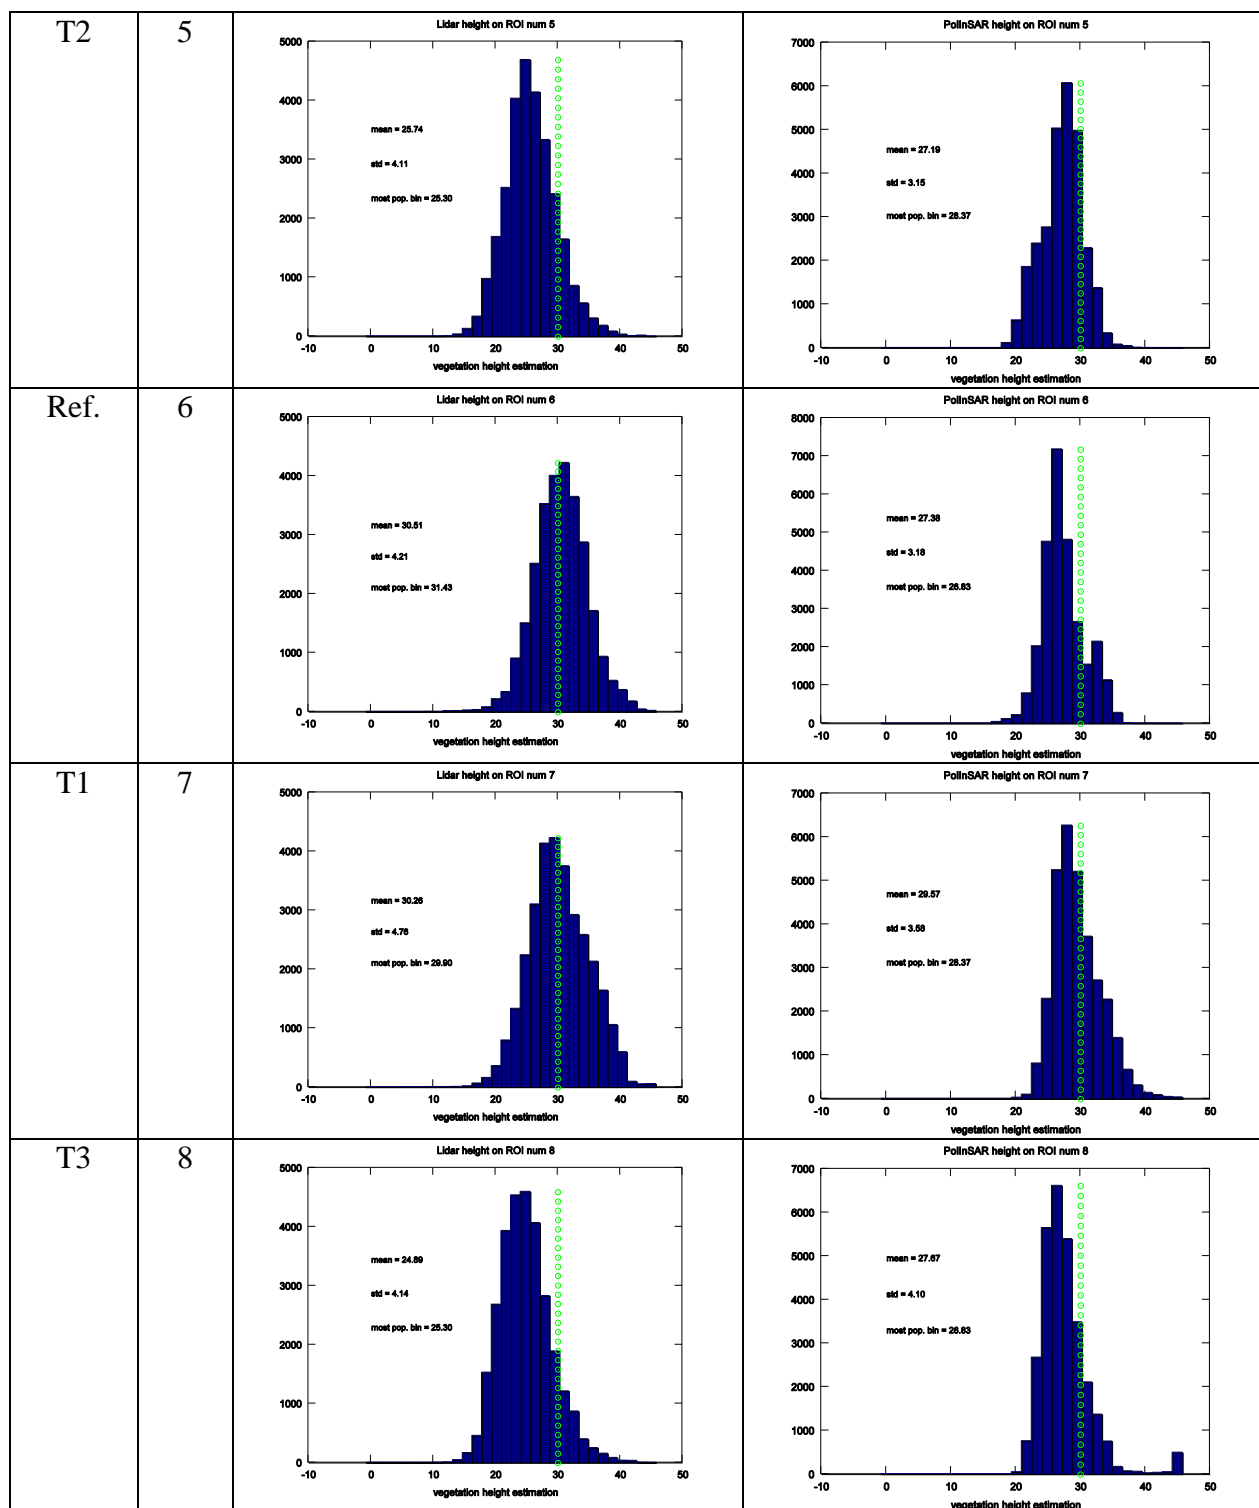 T2 5
Lidar height on ROI num 5
5000
4000
mean = 25.74
3000
std = 4.11
most pop. bin = 25.30
2000
1000
0
-10 0 10 20 30 40 50
vegetation height estimation
PolInSAR height on ROI num 5
7000
6000
5000
mean = 27.19
4000
std = 3.15
3000
most pop. bin = 28.37
2000
1000
0
-10 0 10 20 30 40 50
vegetation height estimation
Ref. 6
Lidar height on ROI num 6
5000
4000
mean = 30.51
3000
std = 4.21
most pop. bin = 31.43
2000
1000
0
-10 0 10 20 30 40 50
vegetation height estimation
PolInSAR height on ROI num 6
8000
7000
6000
mean = 27.38
5000
std = 3.18
4000
most pop. bin = 26.83
3000
2000
1000
0
-10 0 10 20 30 40 50
vegetation height estimation
T1 7
Lidar height on ROI num 7
5000
4000
mean = 30.26
3000
std = 4.76
most pop. bin = 29.90
2000
1000
0
-10 0 10 20 30 40 50
vegetation height estimation
PolInSAR height on ROI num 7
7000
6000
5000
mean = 29.57
4000
std = 3.58
most pop. bin = 28.37
3000
2000
1000
0
-10 0 10 20 30 40 50
vegetation height estimation
T3 8
Lidar height on ROI num 8
5000
4000
mean = 24.89
3000
std = 4.14
most pop. bin = 25.30
2000
1000
0
-10 0 10 20 30 40 50
vegetation height estimation
PolInSAR height on ROI num 8
7000
6000
5000
mean = 27.67
4000
std = 4.10
most pop. bin = 26.83
3000
2000
1000
0
-10 0 10 20 30 40 50
vegetation height estimation